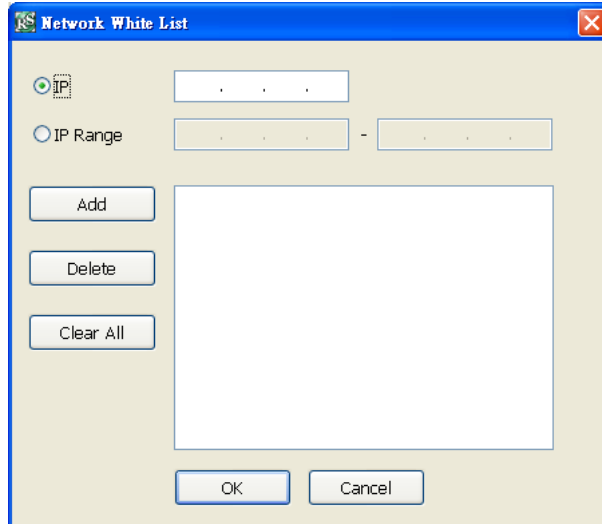 RS Network White List
IP
. . .
IP Range
. . . - . . .
Add
Delete
Clear All
OK
Cancel